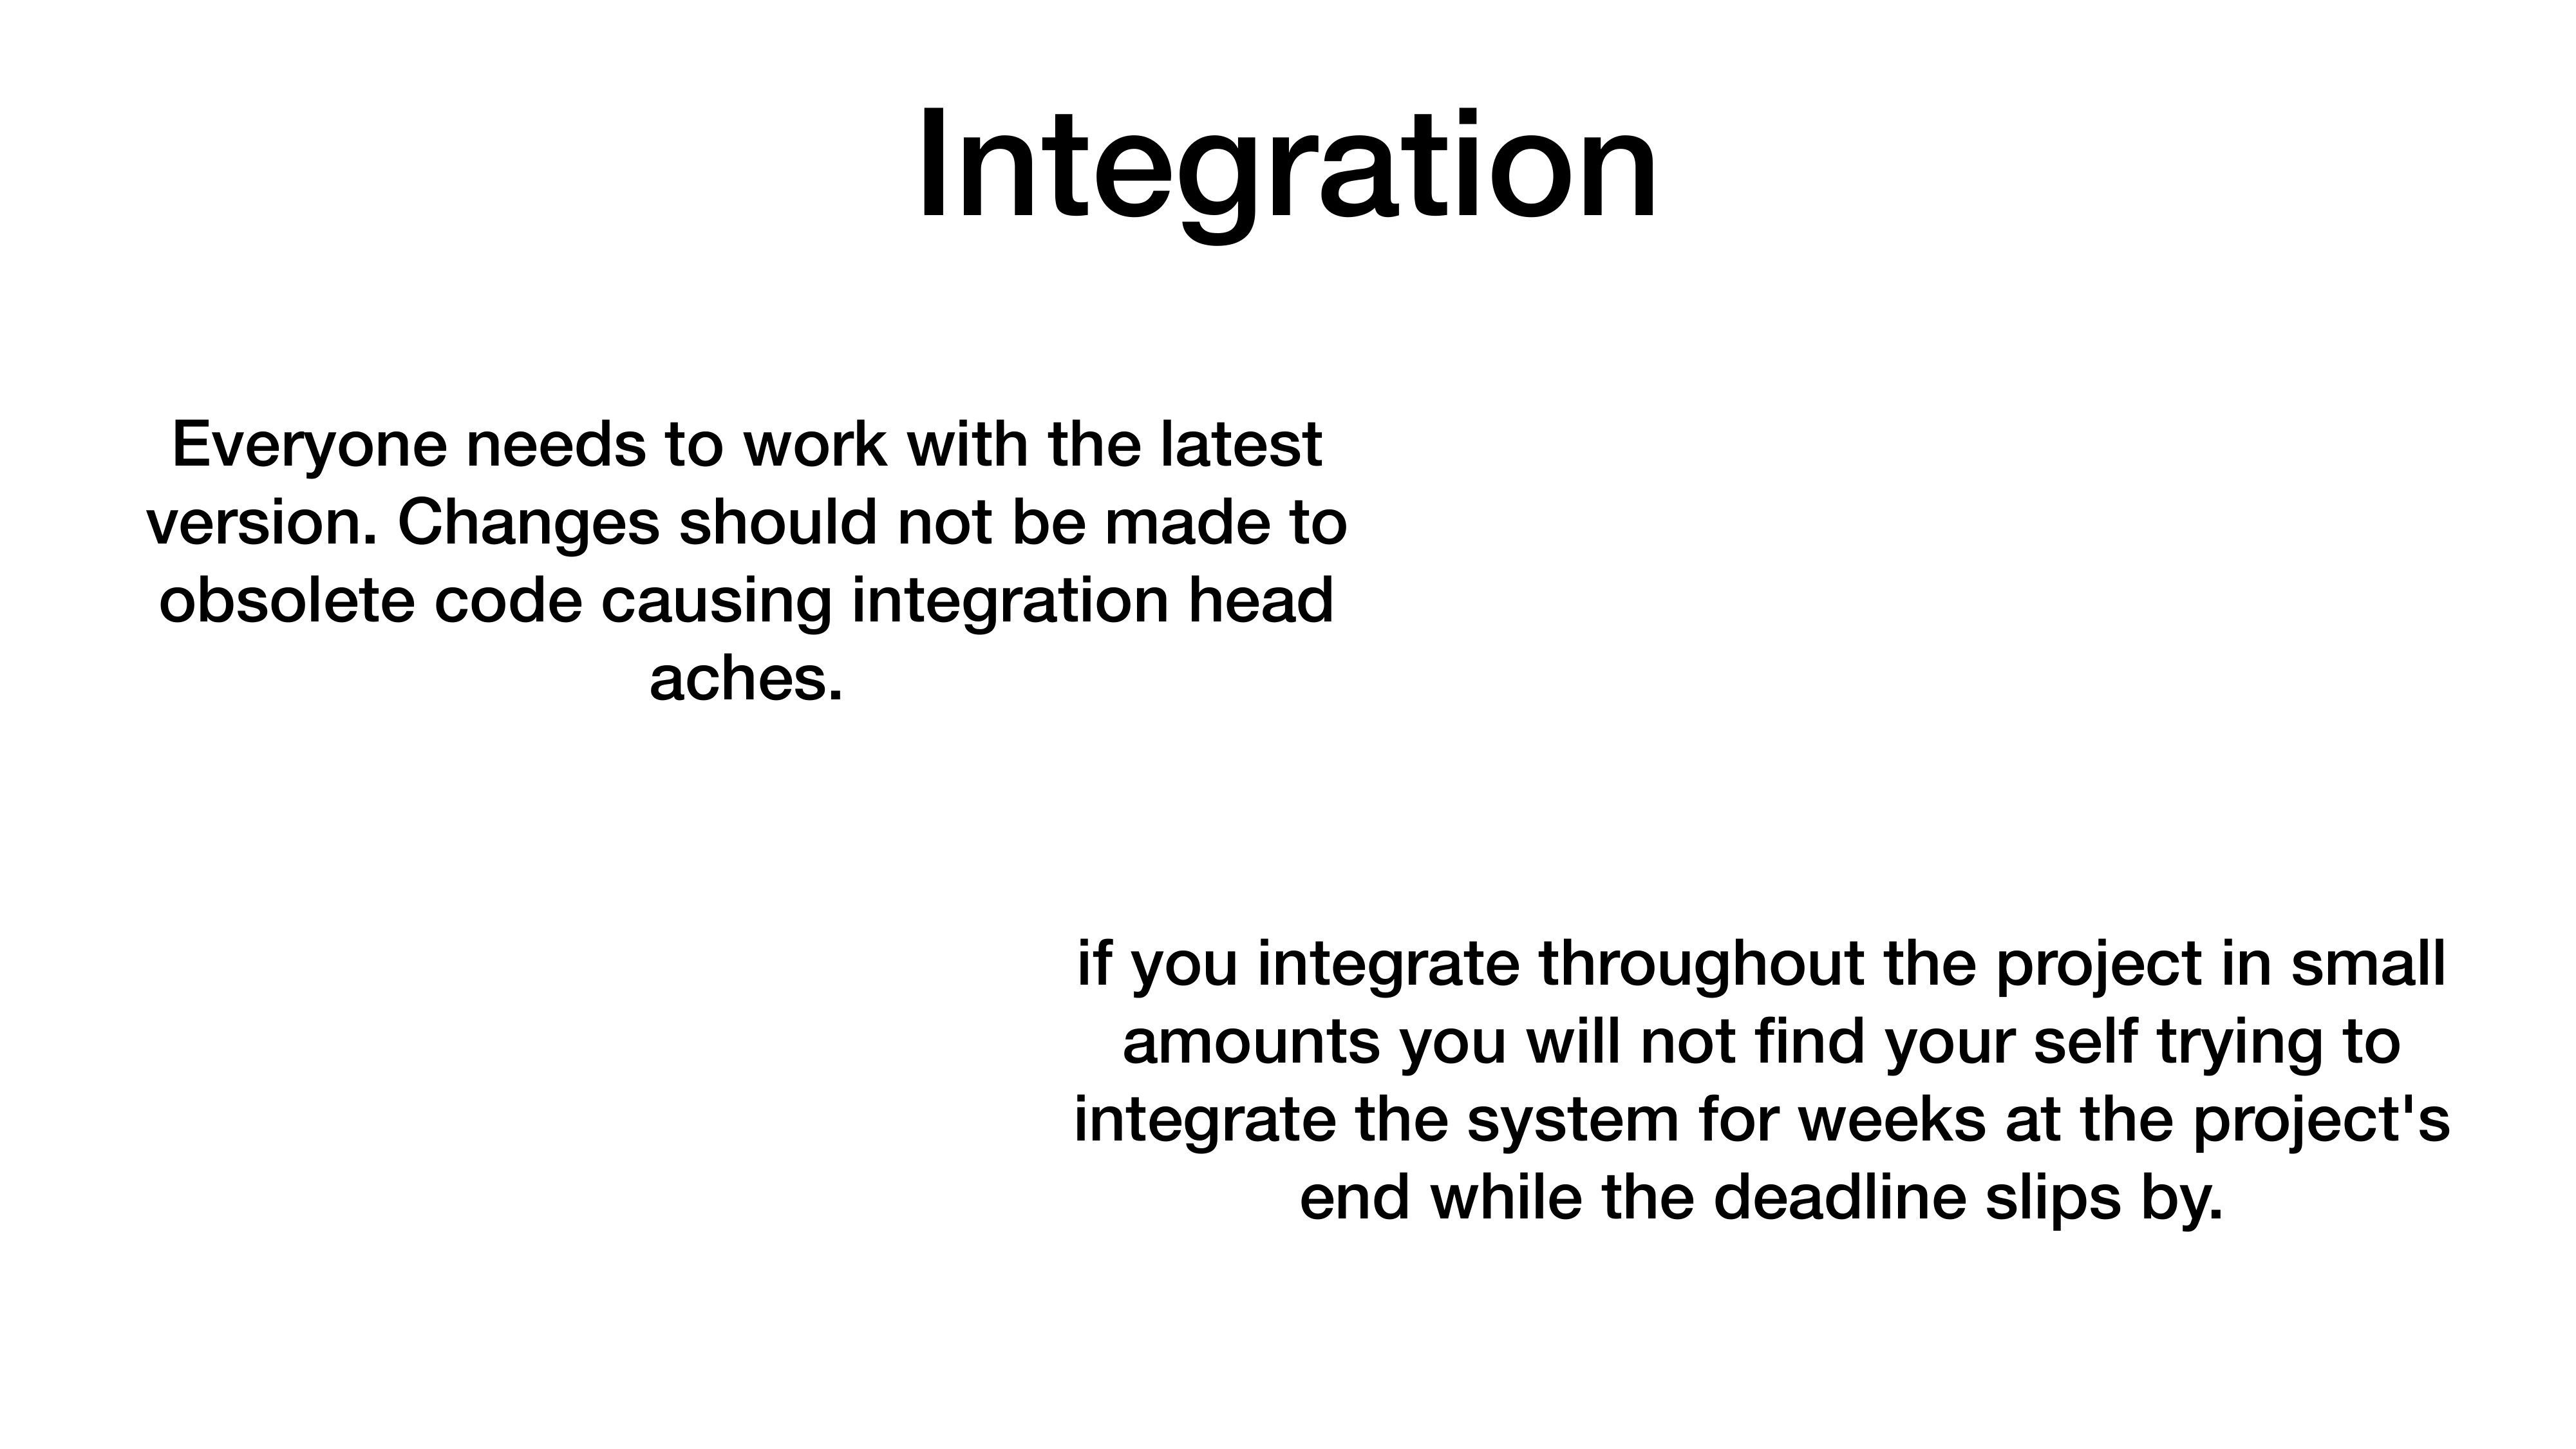 Integration
Everyone needs to work with the latest
version. Changes should not be made to
obsolete code causing integration head
aches.
if you integrate throughout the project in small
amounts you will not find your self trying to
integrate the system for weeks at the project's
end while the deadline slips by.